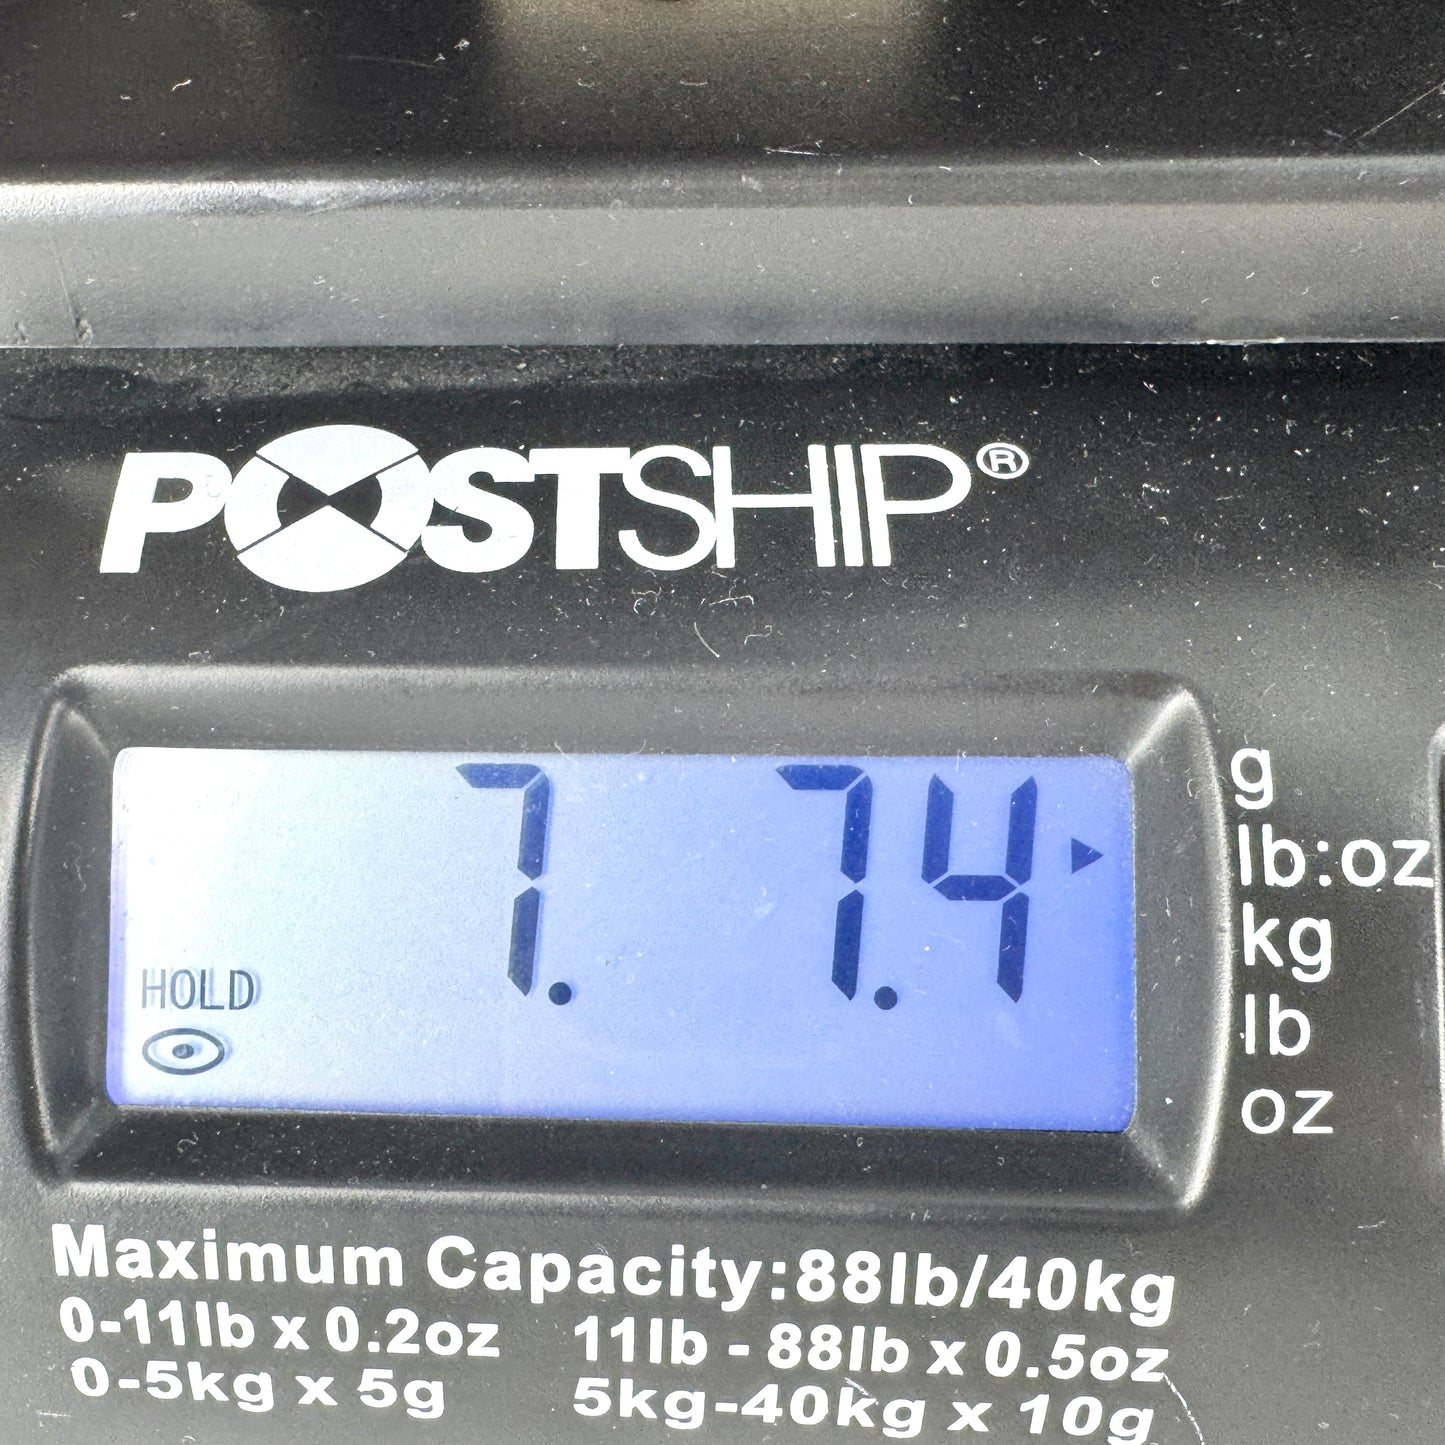 POSTSHIP®
7. 7.4
HOLD
g
lb:oz
kg
lb
oz
Maximum Capacity:88lb/40kg
0-11lb x 0.2oz 11lb - 88lb x 0.5oz
0-5kg x 5g 5kg-40kg x 10g